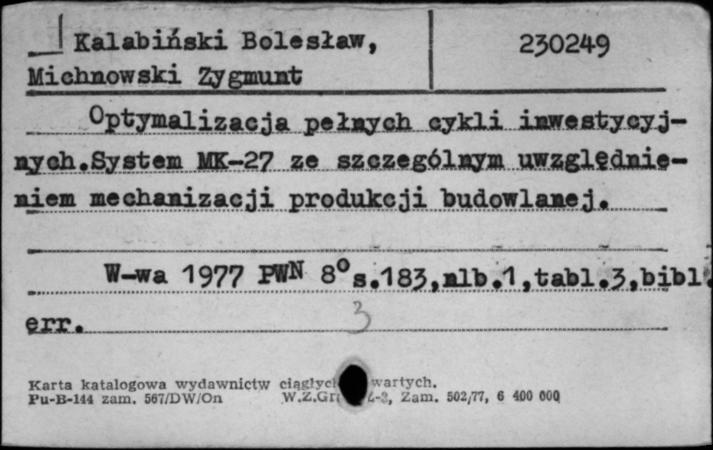 Kalabiński Bolesław, 230249
Michnowski Zygmunt
Optymalizacja pełnych cykli inwestycyj-
nych.System MK-27 ze szczególnym uwzględnie-
niem mechanizacji produkcji budowlanej.
W-wa 1977 PWN 8° s.183,nlb.1,tabl.3,bibl.
err.
3
Karta katalogowa wydawnictw wartych.
Pu-B-144 zam. 567/DW/On W.Z.Gr Zam. 502/77, 6 400 000